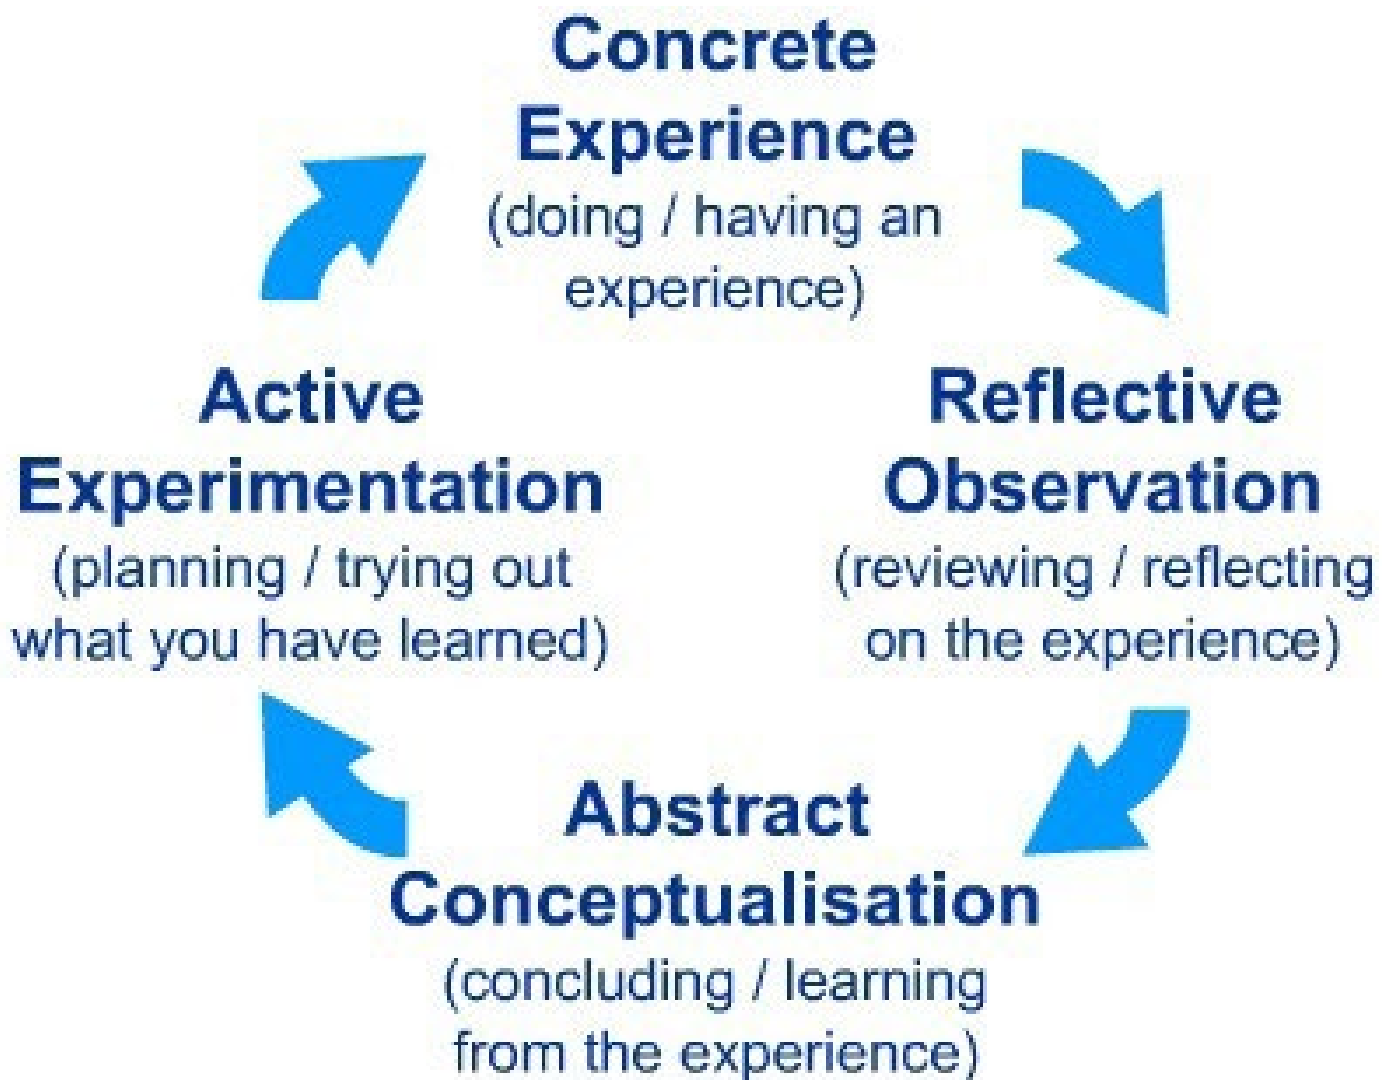 Concrete
Experience
(doing / having an
experience)
Reflective
Observation
(reviewing / reflecting
on the experience)
Abstract
Conceptualisation
(concluding / learning
from the experience)
Active
Experimentation
(planning / trying out
what you have learned)